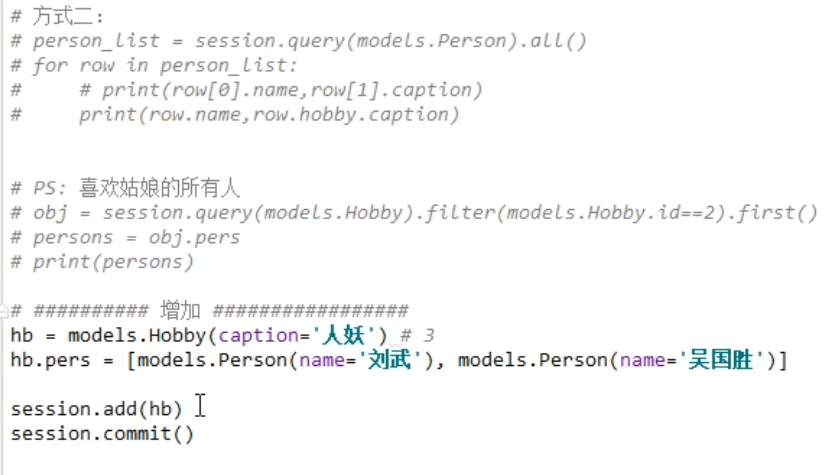 # 方式二：
# person_list = session.query(models.Person).all()
# for row in person_list:
#     # print(row[0].name,row[1].caption)
#     print(row.name,row.hobby.caption)
# PS: 喜欢姑娘的所有人
# obj = session.query(models.Hobby).filter(models.Hobby.id==2).first()
# persons = obj.pers
# print(persons)
# ########## 增加 #################
hb = models.Hobby(caption='人妖') # 3
hb.pers = [models.Person(name='刘武'), models.Person(name='吴国胜')]
session.add(hb)
session.commit()